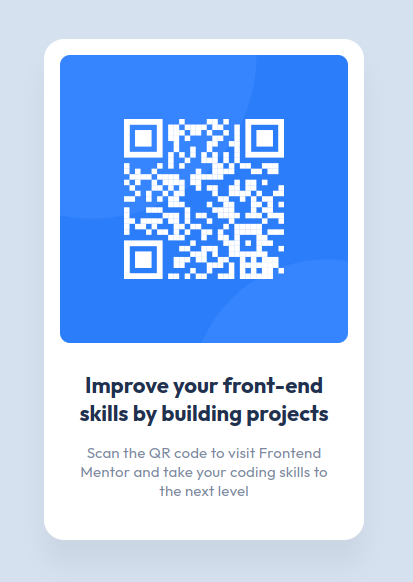 Improve your front-end
skills by building projects
Scan the QR code to visit Frontend
Mentor and take your coding skills to
the next level